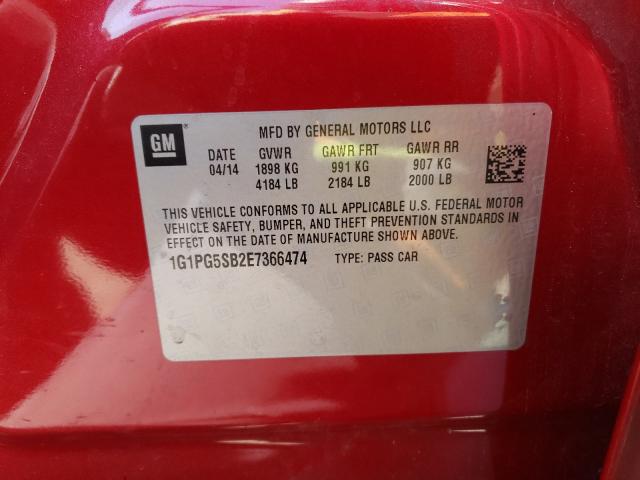 GM ® MFD BY GENERAL MOTORS LLC
DATE GVWR GAWR FRT GAWR RR
04/14 1898 KG 991 KG 907 KG
4184 LB 2184 LB 2000 LB
THIS VEHICLE CONFORMS TO ALL APPLICABLE U.S. FEDERAL MOTOR
VEHICLE SAFETY, BUMPER, AND THEFT PREVENTION STANDARDS IN
EFFECT ON THE DATE OF MANUFACTURE SHOWN ABOVE.
1G1PG5SB2E7366474 TYPE: PASS CAR